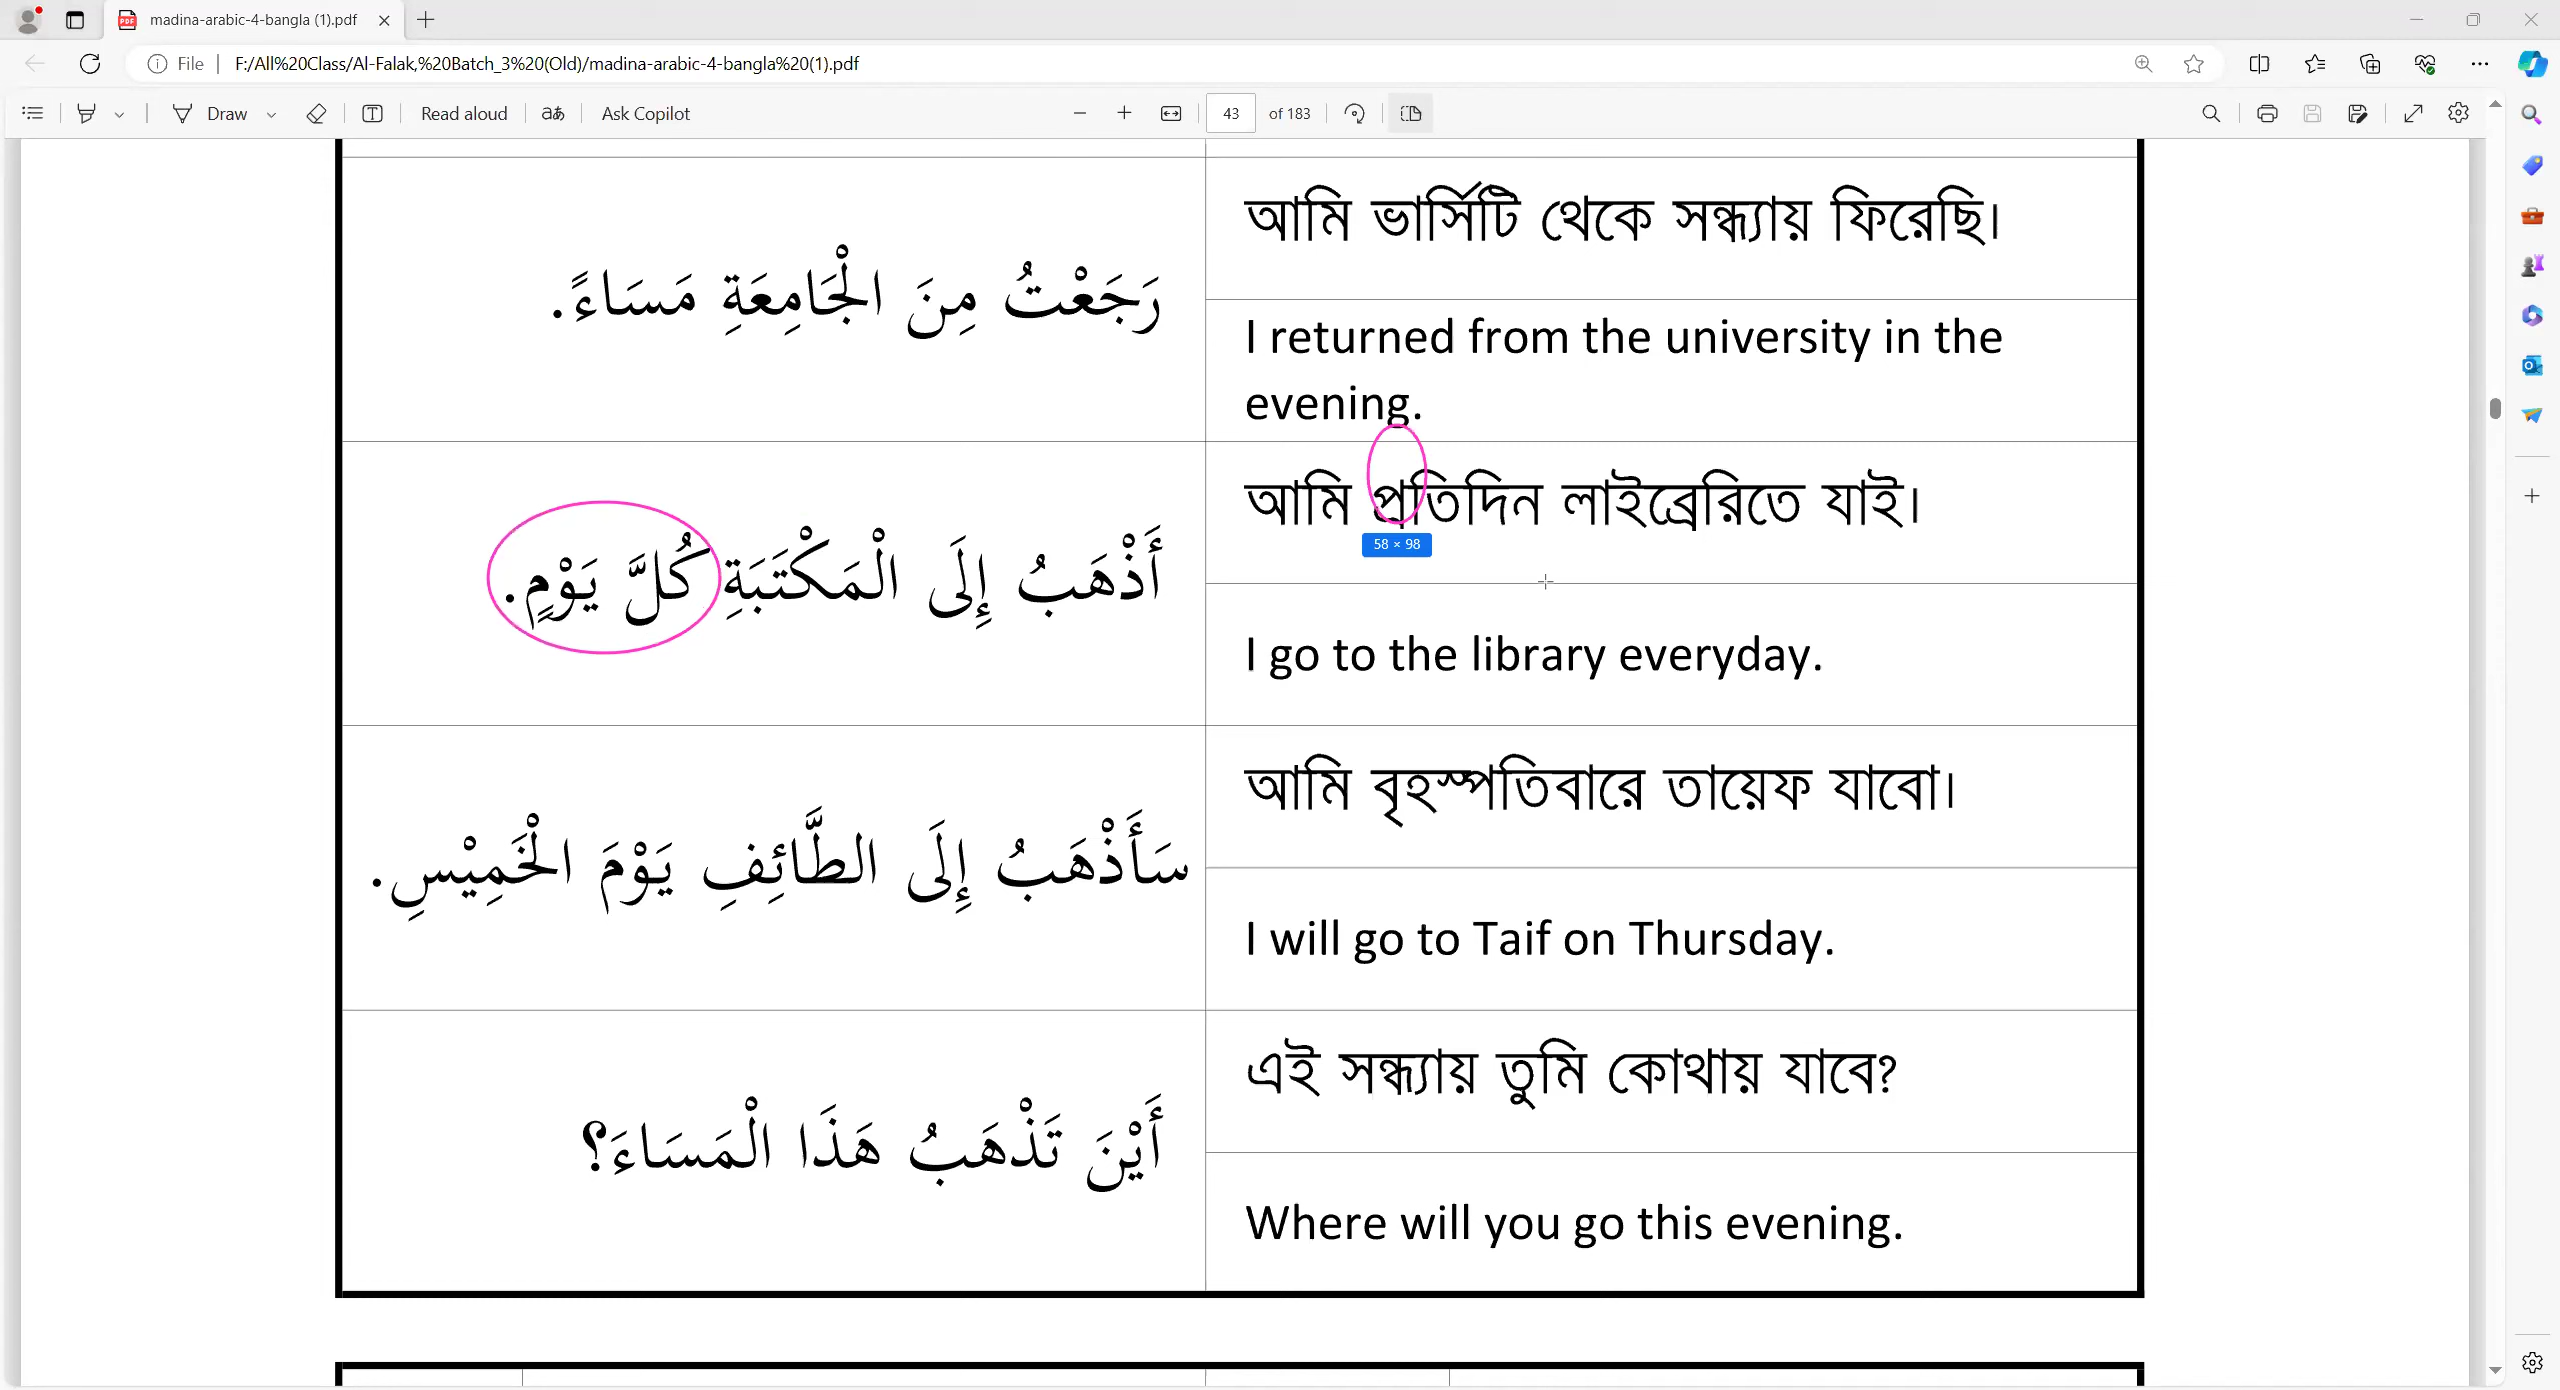 madina-arabic-4-bangla (1).pdf
File
F:/All%20Class/Al-Falak,%20Batch_3%20(Old)/madina-arabic-4-bangla%20(1).pdf
Draw
Read aloud
aあ
Ask Copilot
43 of 183
আমি ভার্সিটি থেকে সন্ধ্যায় ফিরেছি।
رَجَعْتُ مِنَ الْجَامِعَةِ مَسَاءً.
I returned from the university in the
evening.
আমি প্রতিদিন লাইব্রেরিতে যাই।
58 × 98
أَذْهَبُ إِلَى الْمَكْتَبَةِ كُلَّ يَوْمٍ.
I go to the library everyday.
আমি বৃহস্পতিবারে তায়েফ যাবো।
سَأَذْهَبُ إِلَى الطَّائِفِ يَوْمَ الْخَمِيْسِ.
I will go to Taif on Thursday.
এই সন্ধ্যায় তুমি কোথায় যাবে?
أَيْنَ تَذْهَبُ هَذَا الْمَسَاءَ؟
Where will you go this evening.